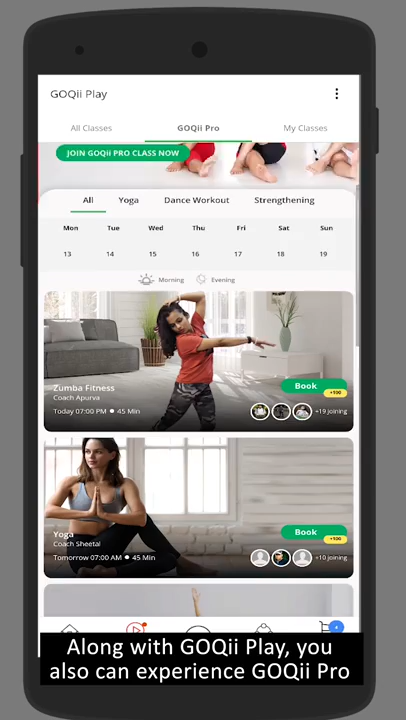 GOQii Play
All Classes GOQii Pro My Classes
JOIN GOQii PRO CLASS NOW
All Yoga Dance Workout Strengthening
Mon Tue Wed Thu Fri Sat Sun
13 14 15 16 17 18 19
Morning Evening
Zumba Fitness
Book
Coach Apurva
+100
Today 07:00 PM ● 45 Min
+19 joining
Yoga
Book
Coach Sheetal
+100
Tomorrow 07:00 AM ● 45 Min
+10 joining
Along with GOQii Play, you
also can experience GOQii Pro